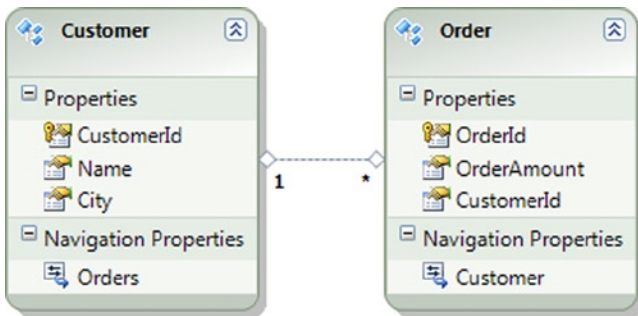 Customer
Properties
CustomerId
Name
City
Navigation Properties
Orders
1
*
Order
Properties
OrderId
OrderAmount
CustomerId
Navigation Properties
Customer